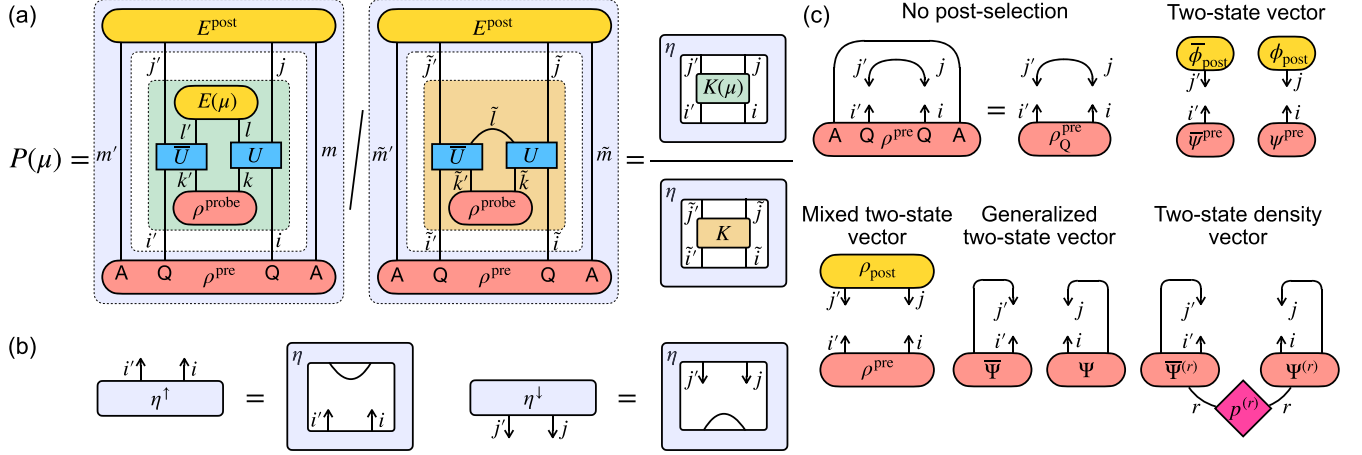 (a)
E^post
E^post
j′ j
j̃′ j̃
E(μ)
l′ l
l̃
U̅ U
U̅ U
P(μ) = m′ m / m̃′ m̃ =
k′ k
k̃′ k̃
ρ^probe
ρ^probe
i′ i
ĩ′ ĩ
A Q ρ^pre Q A
A Q ρ^pre Q A
η
j′ j
K(μ)
i′ i
η
j̃′ j̃
K
ĩ′ ĩ
(b)
i′ i
η^↑
=
η
i′ i
η^↓
j′ j
=
η
j′ j
(c)
No post-selection
j′ j
i′ i
A Q ρ^pre Q A
=
j′ j
i′ i
ρ_Q^pre
Two-state vector
ϕ̅_post ϕ_post
j′ j
i′ i
ψ̅^pre ψ^pre
Mixed two-state
vector
ρ_post
j′ j
i′ i
ρ^pre
Generalized
two-state vector
j′ j
i′ i
Ψ̅ Ψ
Two-state density
vector
j′ j
i′ i
Ψ̅^(r) Ψ^(r)
r p^(r) r